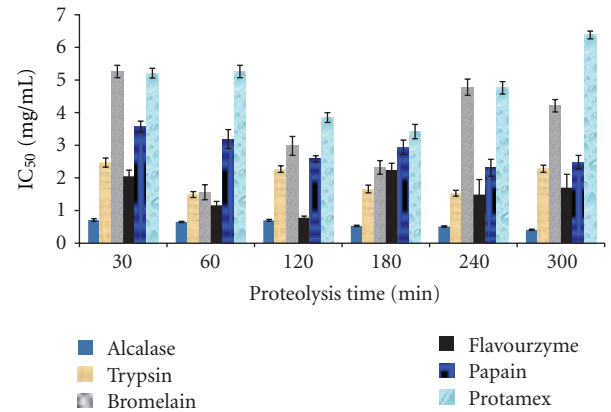 IC50 (mg/mL)
7
6
5
4
3
2
1
0
30 60 120 180 240 300
Proteolysis time (min)
Alcalase
Trypsin
Bromelain
Flavourzyme
Papain
Protamex